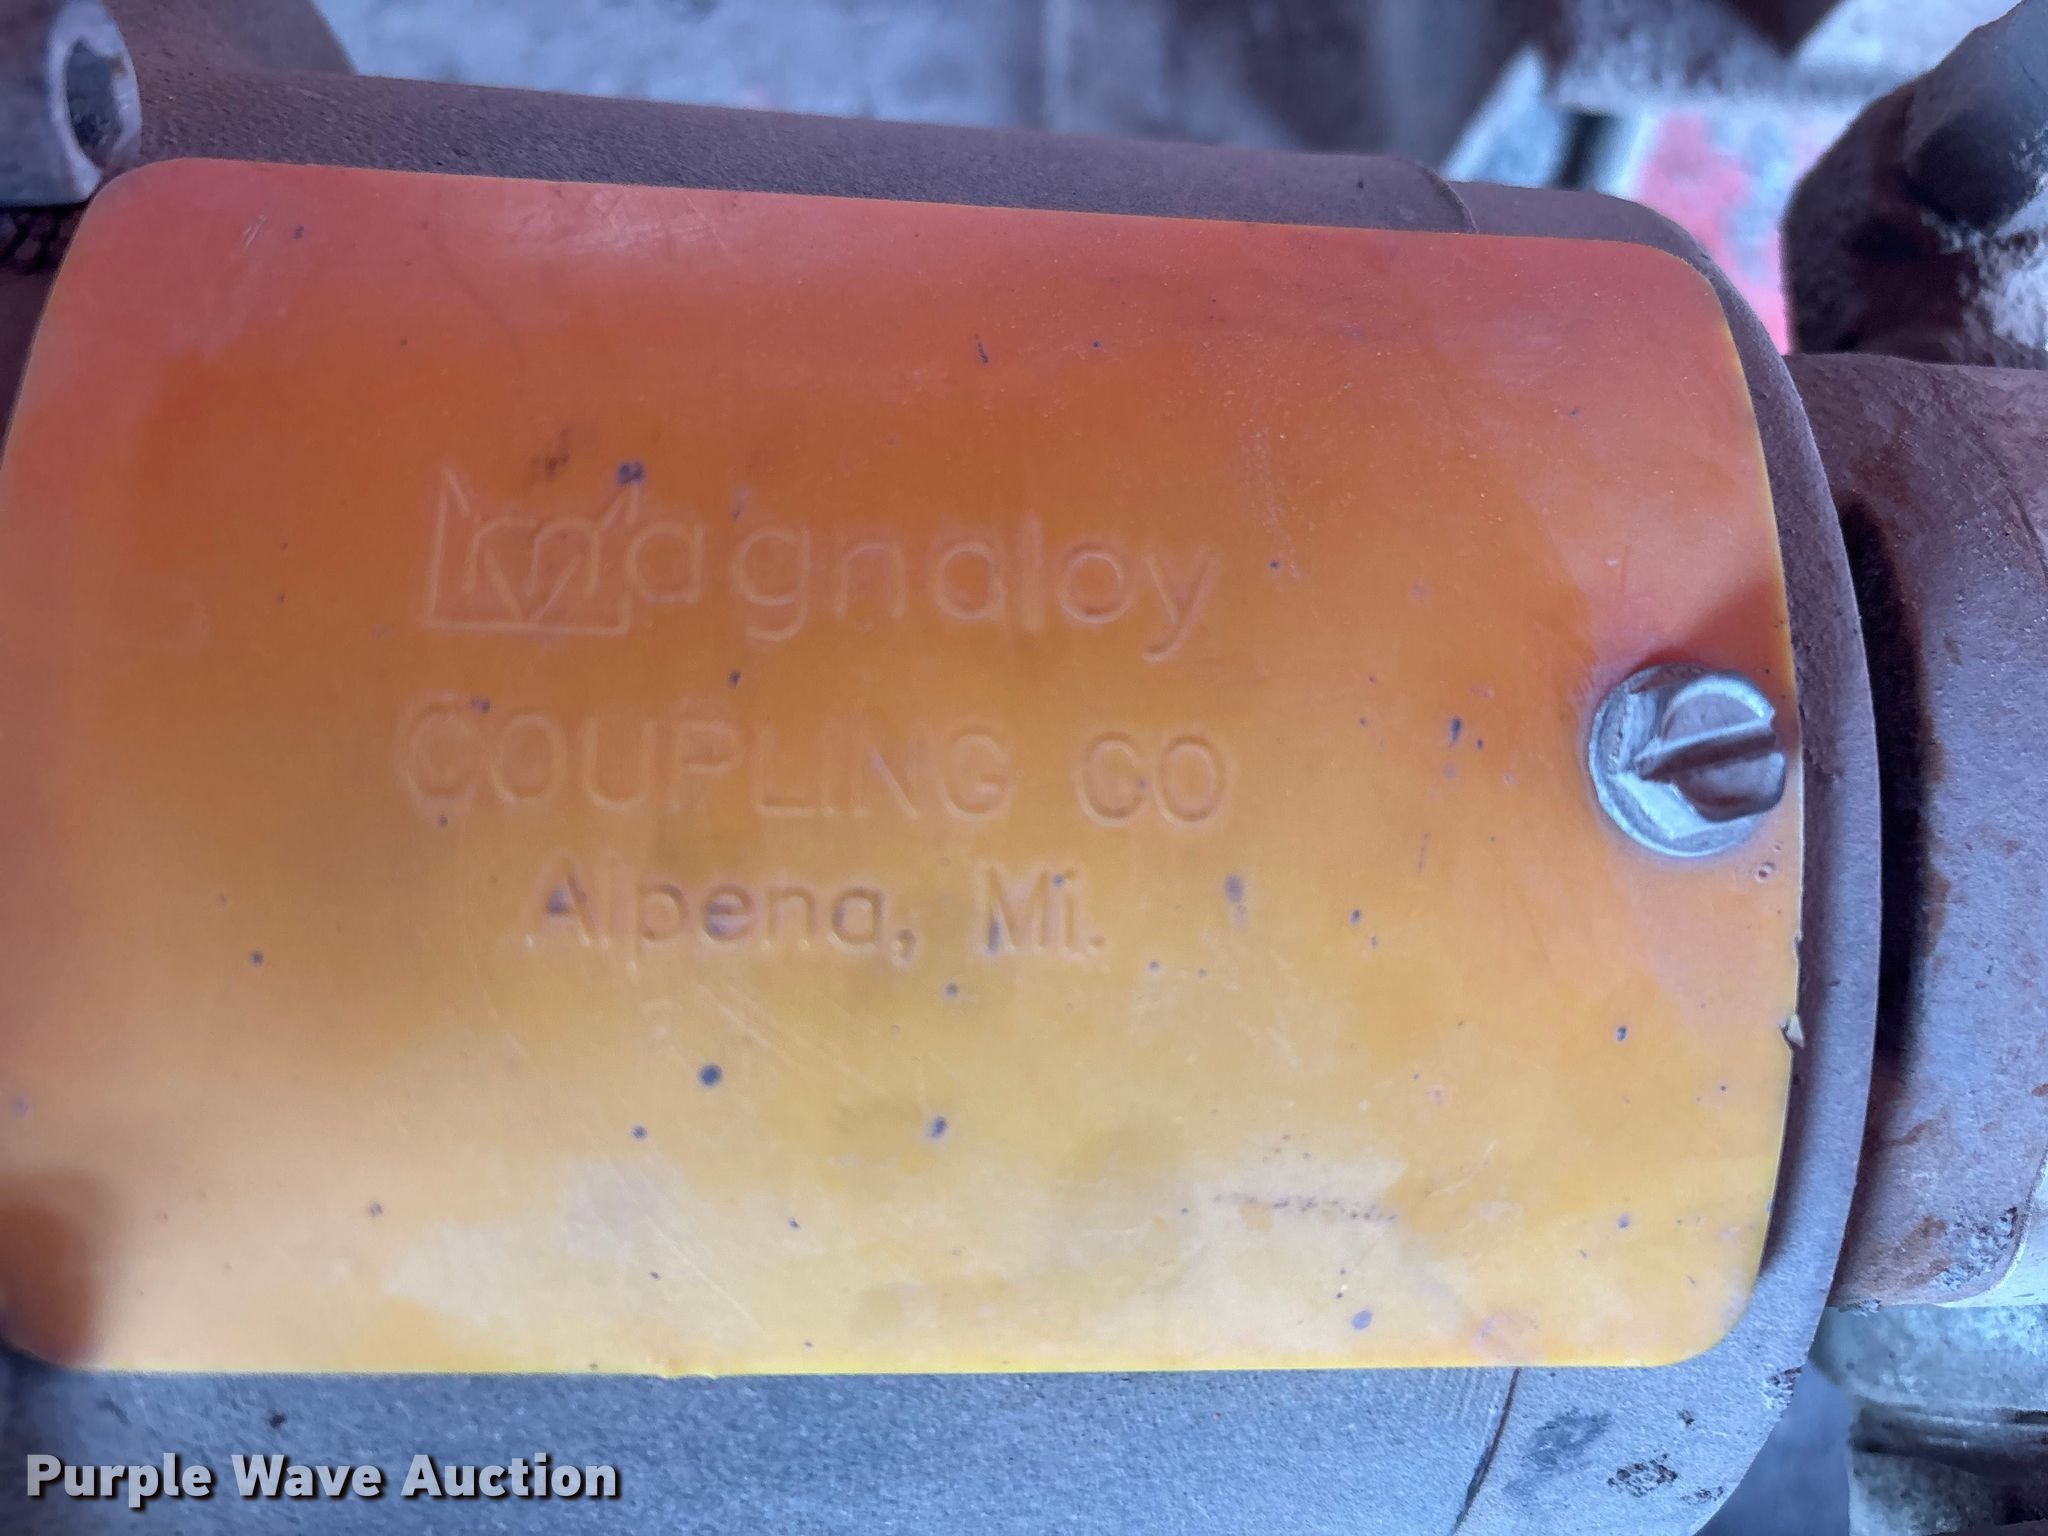 Magnaloy
COUPLING CO
Alpena, Mi.
Purple Wave Auction